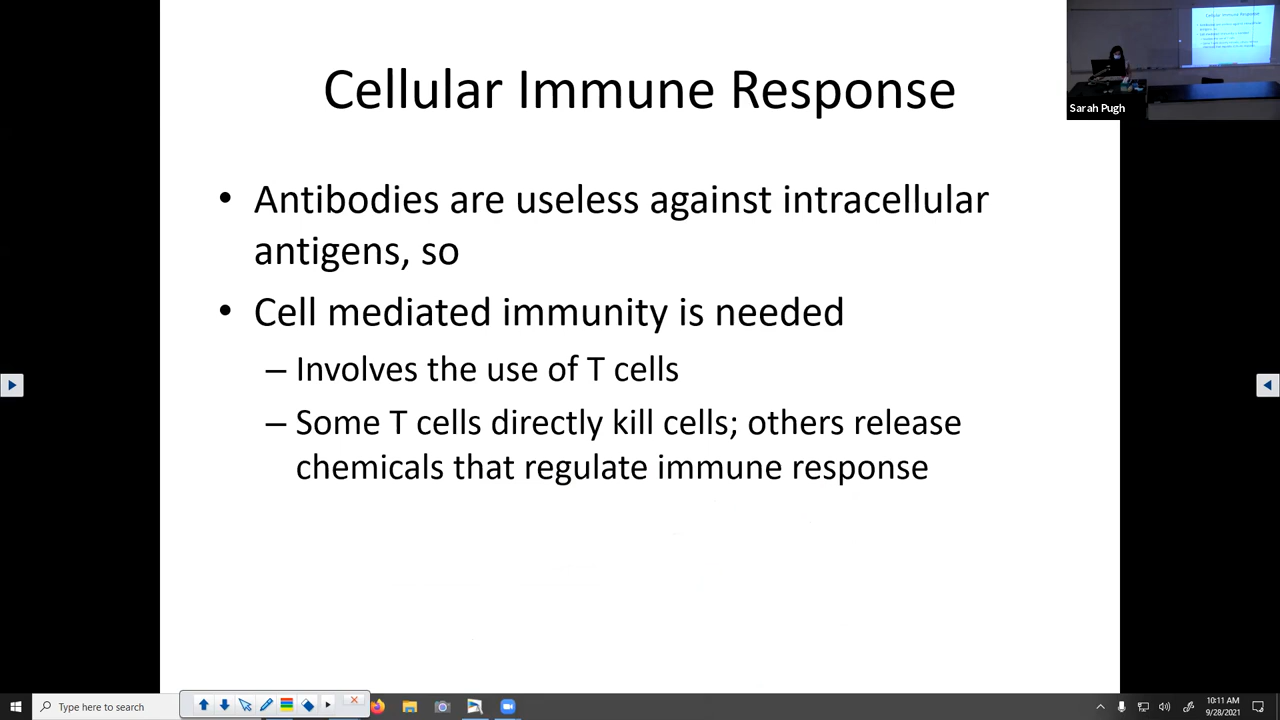 Cellular Immune Response
Sarah Pugh
• Antibodies are useless against intracellular
antigens, so
• Cell mediated immunity is needed
– Involves the use of T cells
– Some T cells directly kill cells; others release
chemicals that regulate immune response
Type here to search
10:11 AM
9/28/2021